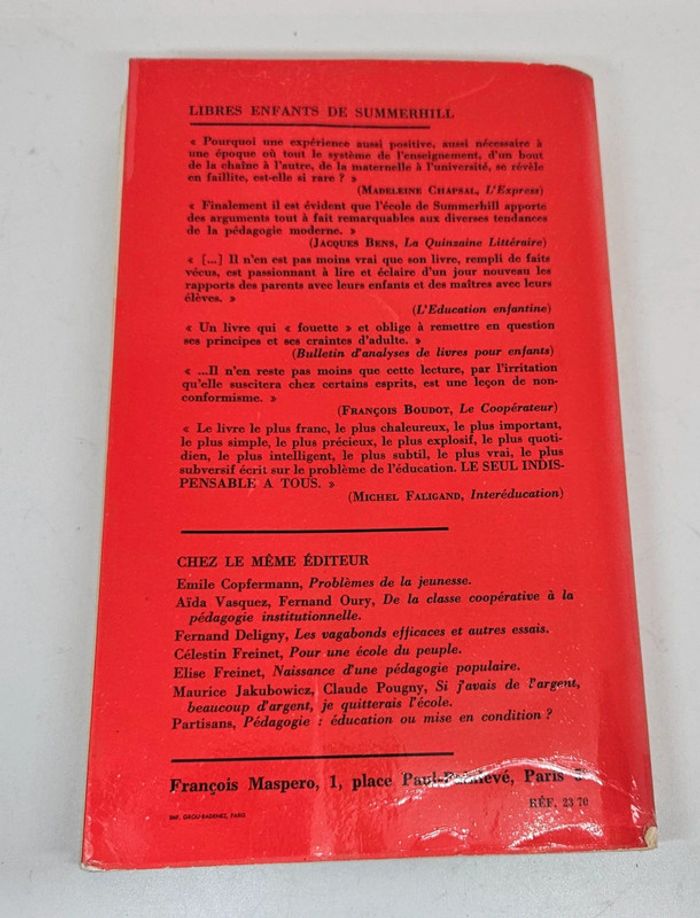 LIBRES ENFANTS DE SUMMERHILL
« Pourquoi une expérience aussi positive, aussi nécessaire à
une époque où tout le système de l'enseignement, d'un bout
de la chaîne à l'autre, de la maternelle à l'université, se révèle
en faillite, est-elle si rare ? »
(MADELEINE CHAPSAL, L'Express)
« Finalement il est évident que l'école de Summerhill apporte
des arguments tout à fait remarquables aux diverses tendances
de la pédagogie moderne. »
(JACQUES BENS, La Quinzaine Littéraire)
« [...] Il n'en est pas moins vrai que son livre, rempli de faits
vécus, est passionnant à lire et éclaire d'un jour nouveau les
rapports des parents avec leurs enfants et des maîtres avec leurs
élèves. »
(L'Education enfantine)
« Un livre qui « fouette » et oblige à remettre en question
ses principes et ses craintes d'adulte. »
(Bulletin d'analyses de livres pour enfants)
« ...Il n'en reste pas moins que cette lecture, par l'irritation
qu'elle suscitera chez certains esprits, est une leçon de non-
conformisme. »
(FRANÇOIS BOUDOT, Le Coopérateur)
« Le livre le plus franc, le plus chaleureux, le plus important,
le plus simple, le plus précieux, le plus explosif, le plus quoti-
dien, le plus intelligent, le plus subtil, le plus vrai, le plus
subversif écrit sur le problème de l'éducation. LE SEUL INDIS-
PENSABLE A TOUS. »
(MICHEL FALIGAND, Interéducation)
CHEZ LE MÊME ÉDITEUR
Emile Copfermann, Problèmes de la jeunesse.
Aïda Vasquez, Fernand Oury, De la classe coopérative à la
pédagogie institutionnelle.
Fernand Deligny, Les vagabonds efficaces et autres essais.
Célestin Freinet, Pour une école du peuple.
Elise Freinet, Naissance d'une pédagogie populaire.
Maurice Jakubowicz, Claude Pougny, Si j'avais de l'argent,
beaucoup d'argent, je quitterais l'école.
Partisans, Pédagogie : éducation ou mise en condition ?
François Maspero, 1, place Paul-Painlevé, Paris 5e
RÉF. 23 70
IMP. GROU-RADENEZ, PARIS